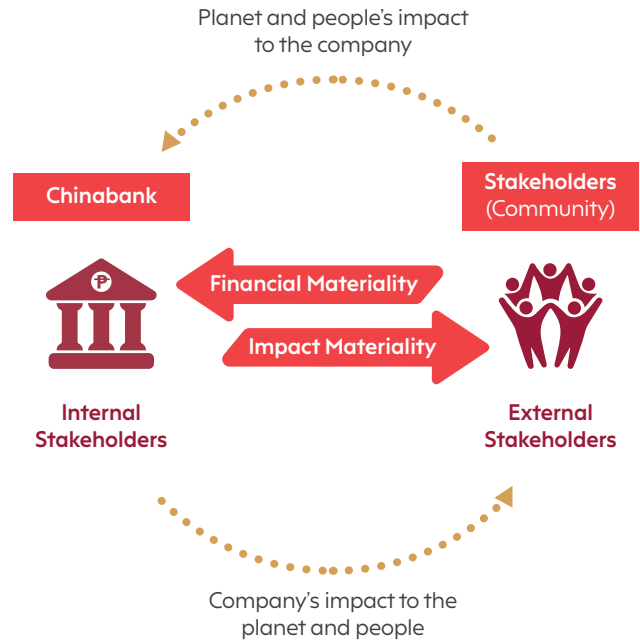 Planet and people's impact
to the company
Chinabank
Stakeholders
(Community)
₱
Financial Materiality
Impact Materiality
Internal
Stakeholders
External
Stakeholders
Company's impact to the
planet and people